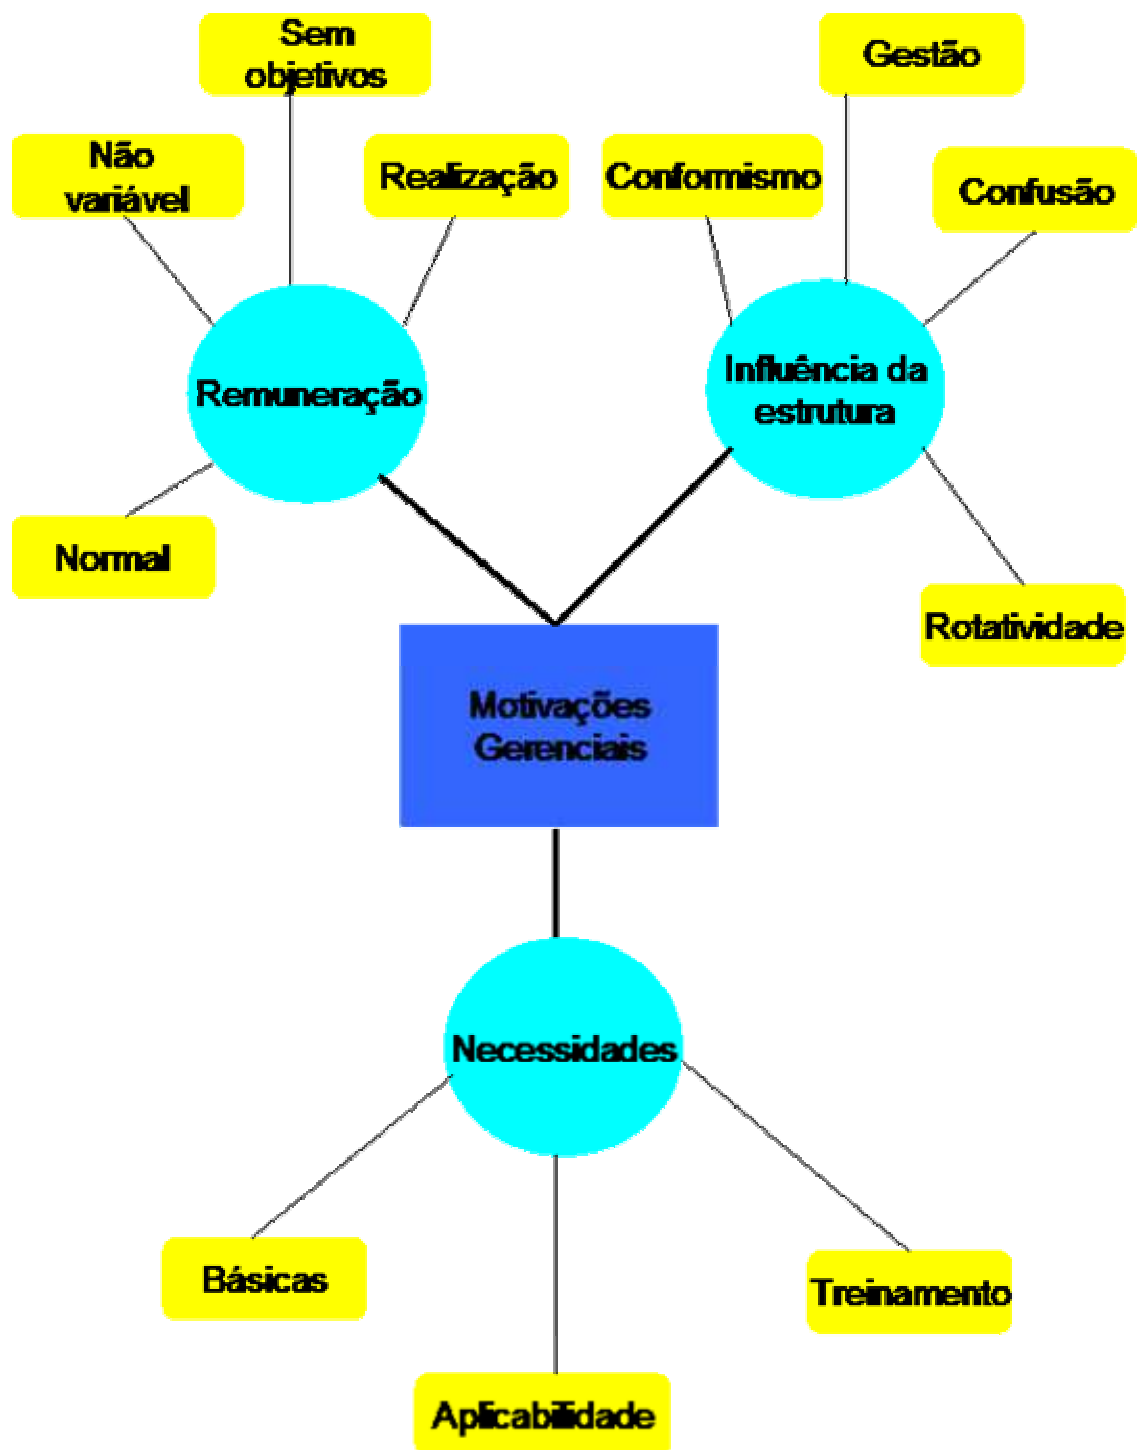 Sem
objetivos
Gestão
Não
variável
Realização
Conformismo
Confusão
Remuneração
Influência da
estrutura
Normal
Rotatividade
Motivações
Gerenciais
Necessidades
Básicas
Treinamento
Aplicabilidade